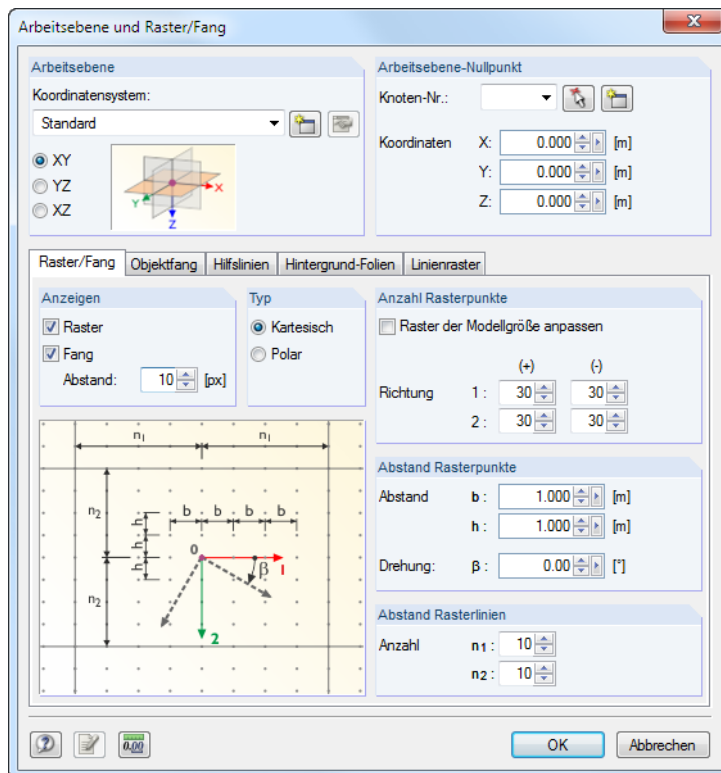 Arbeitsebene und Raster/Fang
Arbeitsebene
Koordinatensystem:
Standard
XY
YZ
XZ
X
Y
Z
Arbeitsebene-Nullpunkt
Knoten-Nr.:
Koordinaten X: 0.000 [m]
Y: 0.000 [m]
Z: 0.000 [m]
Raster/Fang Objektfang Hilfslinien Hintergrund-Folien Linienraster
Anzeigen
Raster
Fang
Abstand: 10 [px]
Typ
Kartesisch
Polar
Anzahl Rasterpunkte
Raster der Modellgröße anpassen
(+) (-)
Richtung 1 : 30 30
2 : 30 30
n1 n1
n2
n2
b b b b
h
h
h
0
β
1
2
Abstand Rasterpunkte
Abstand b : 1.000 [m]
h : 1.000 [m]
Drehung: β : 0.00 [°]
Abstand Rasterlinien
Anzahl n1 : 10
n2 : 10
0.00
OK Abbrechen